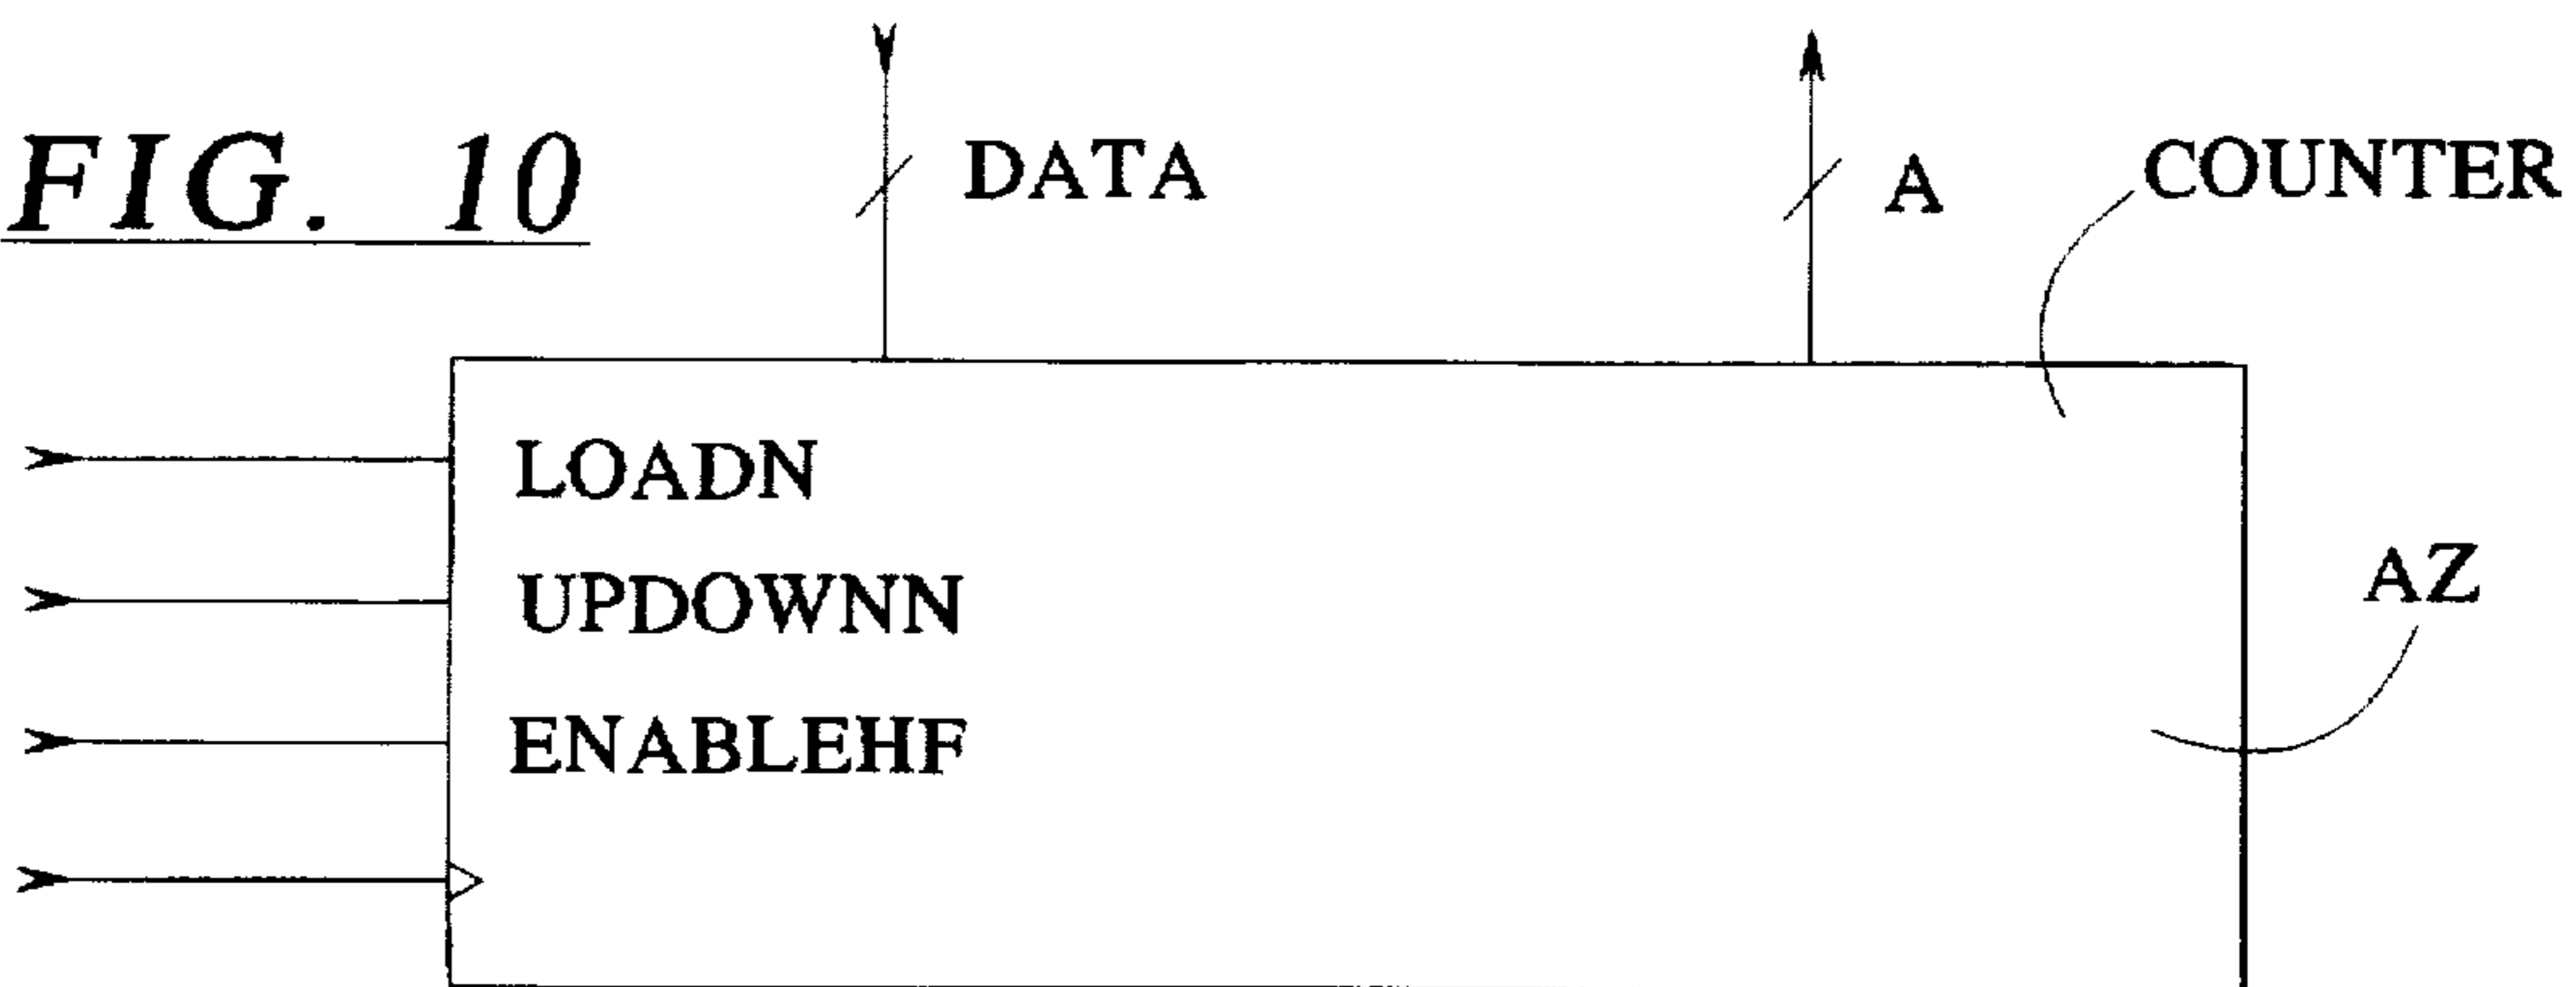 FIG. 10
DATA
A
COUNTER
LOADN
UPDOWNN
AZ
ENABLEHF